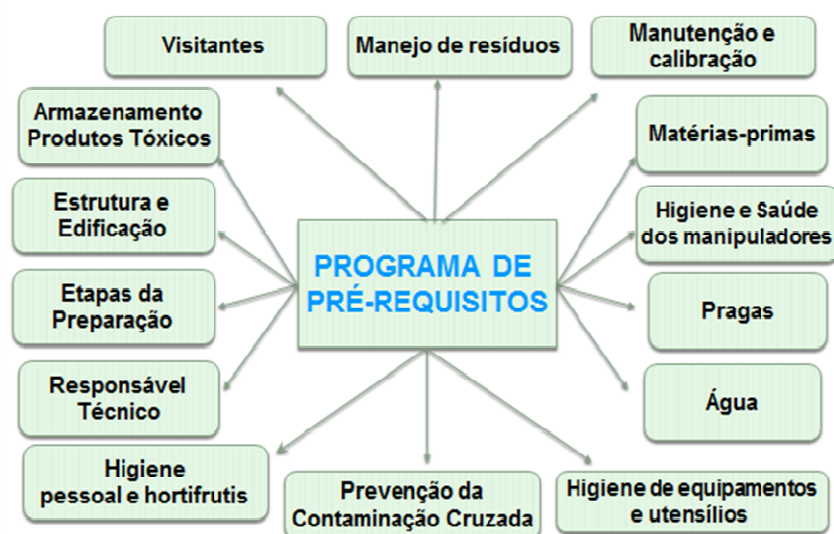 Visitantes
Manejo de resíduos
Manutenção e
calibração
Armazenamento
Produtos Tóxicos
Matérias-primas
Estrutura e
Edificação
Higiene e Saúde
dos manipuladores
PROGRAMA DE
PRÉ-REQUISITOS
Etapas da
Preparação
Pragas
Responsável
Técnico
Água
Higiene
pessoal e hortifrutis
Prevenção da
Contaminação Cruzada
Higiene de equipamentos
e utensílios